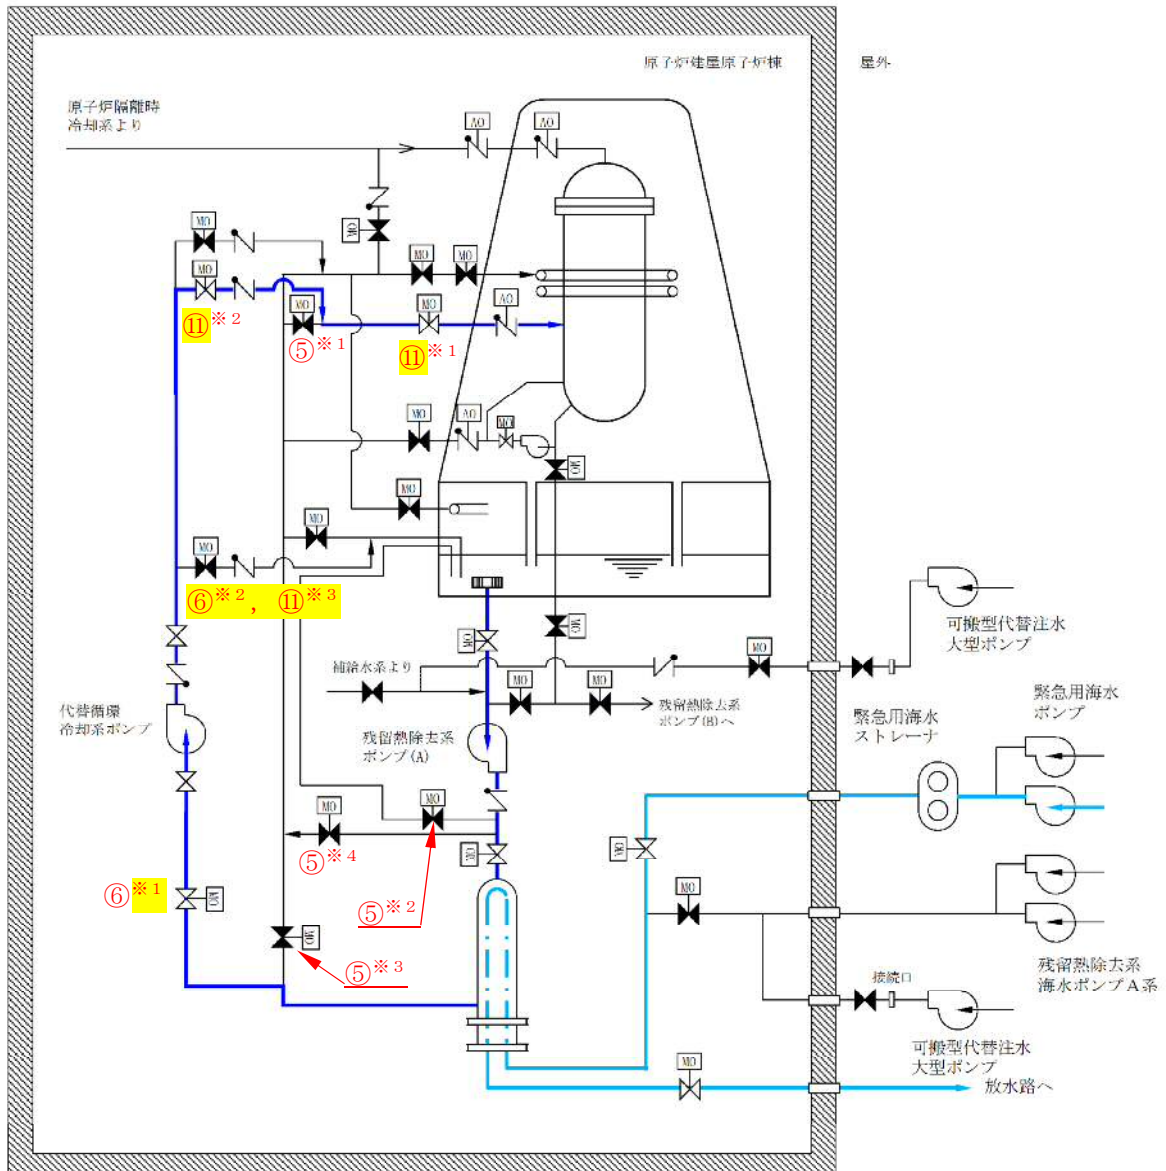 原子炉建屋原子炉棟
屋外
原子炉隔離時
冷却系より
AO
AO
MO
MO
MO
MO
MO
MO
⑪※2
MO
⑤※1
MO
⑪※1
AO
MO
AO
MO
MO
MO
MO
MO
⑥※2, ⑪※3
MO
MO
補給水系より
MO
MO
MO
残留熱除去系
ポンプ(B)へ
可搬型代替注水
大型ポンプ
代替循環
冷却系ポンプ
残留熱除去系
ポンプ(A)
緊急用海水
ストレーナ
緊急用海水
ポンプ
MO
MO
⑤※4
MO
MO
⑥※1
MO
⑤※2
MO
MO
⑤※3
接続口
残留熱除去系
海水ポンプA系
可搬型代替注水
大型ポンプ
MO
放水路へ